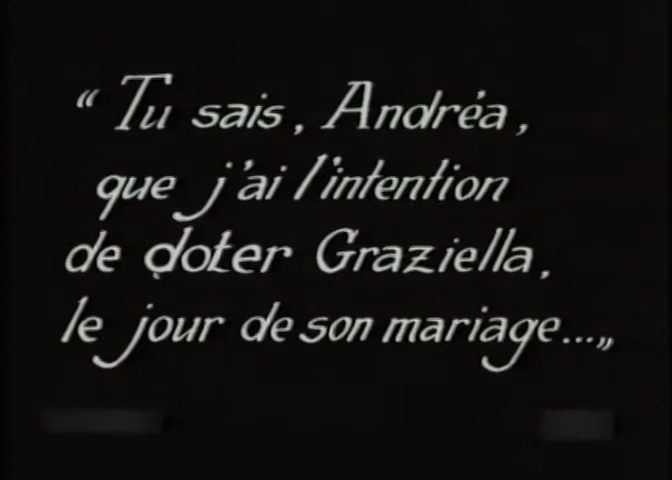 “Tu sais, Andréa,
que j'ai l'intention
de doter Graziella,
le jour de son mariage...„